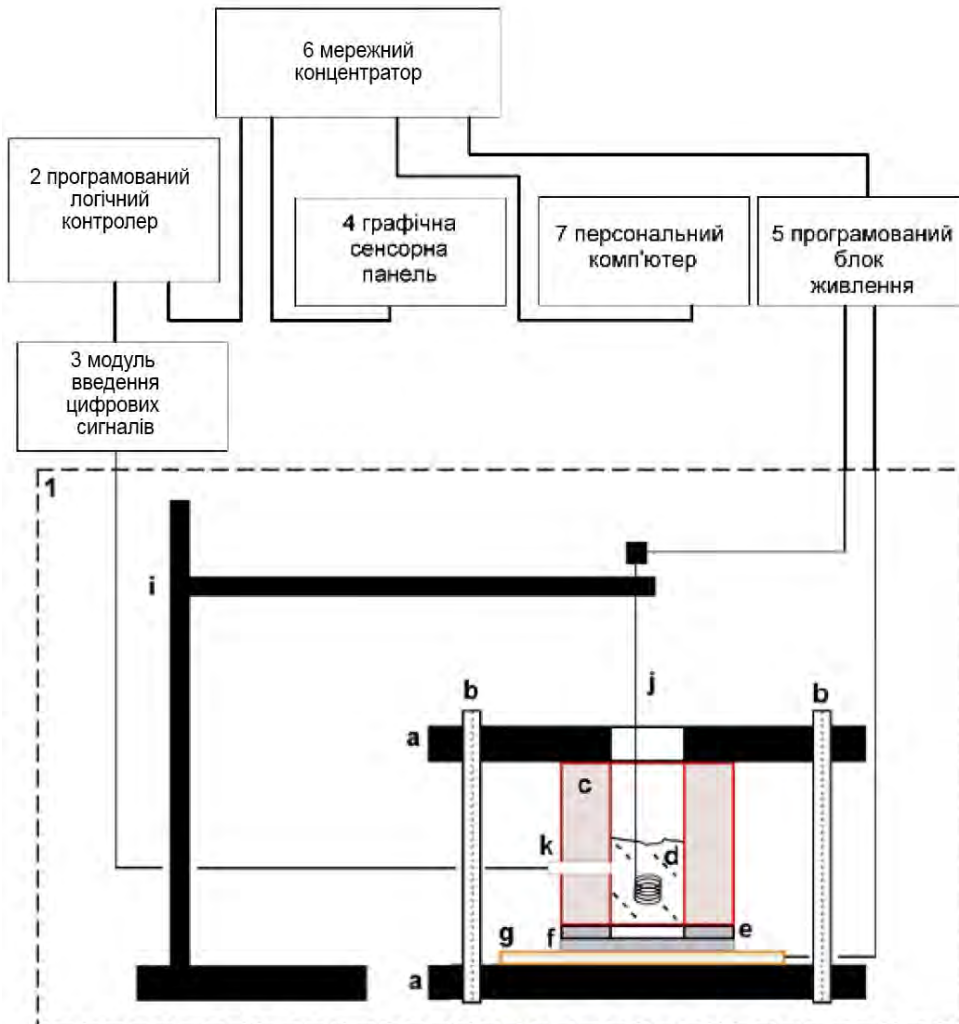 6 мережний
концентратор
2 програмований
логічний
контролер
4 графічна
сенсорна
панель
7 персональний
комп'ютер
5 програмований
блок
живлення
3 модуль
введення
цифрових
сигналів
1
i
j
b
b
a
c
k
d
f
e
g
a